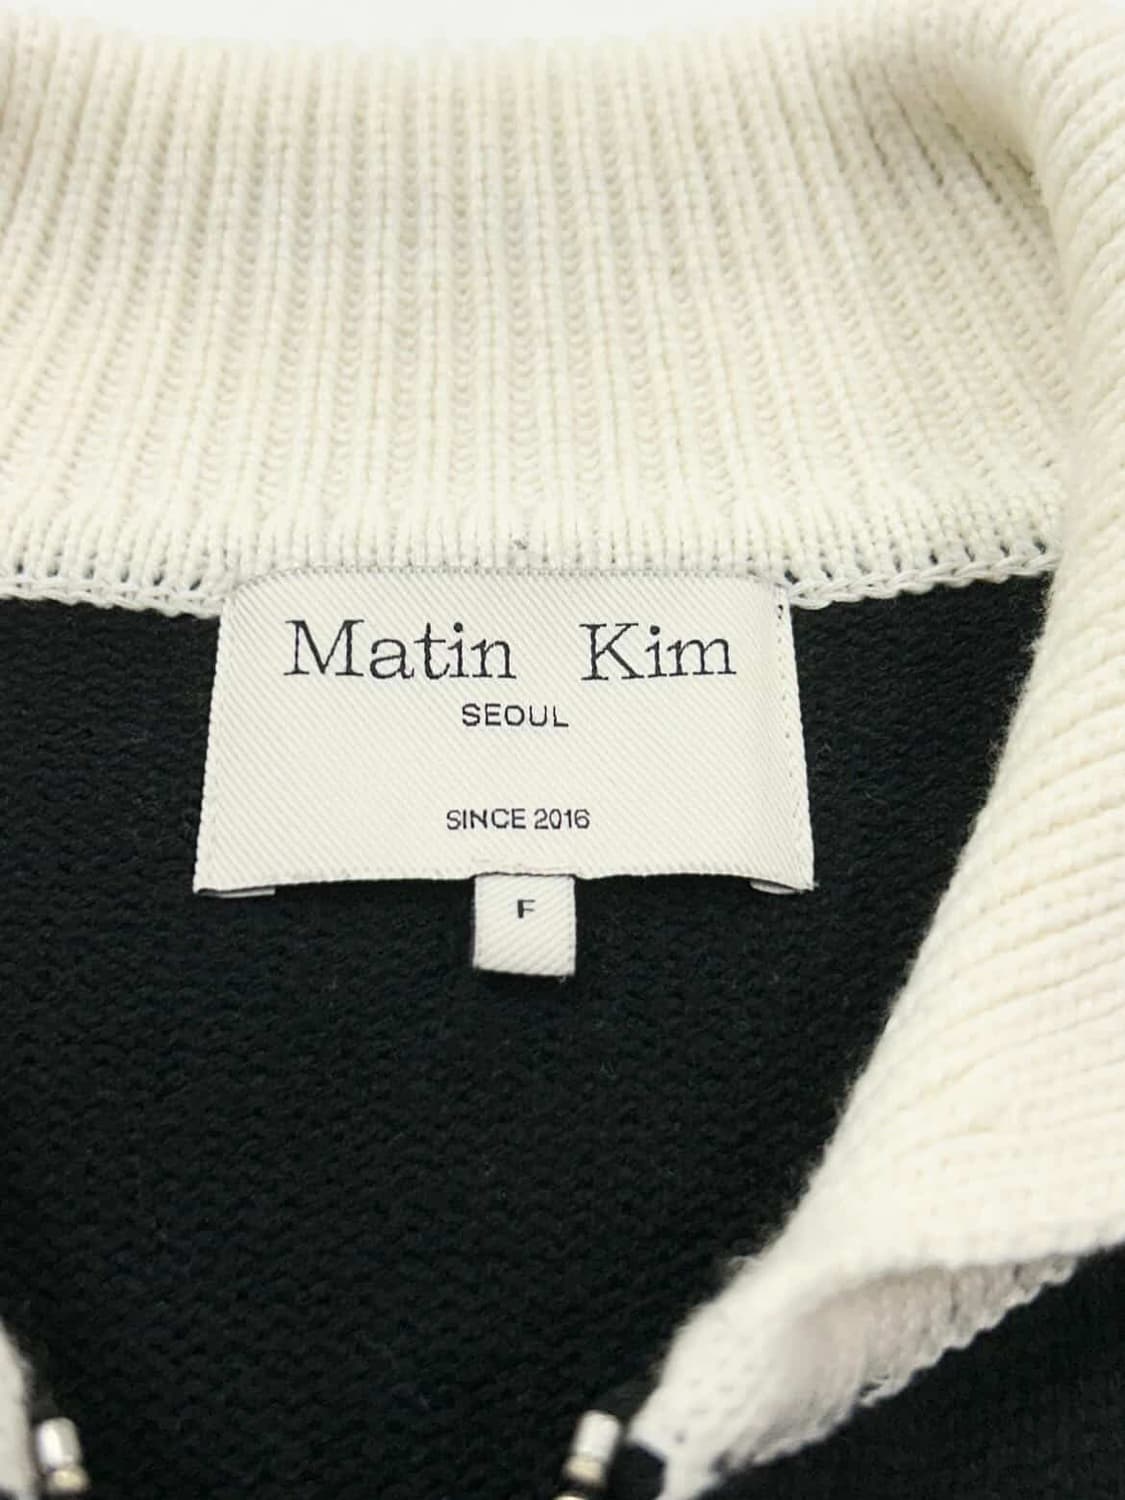 Matin Kim
SEOUL
SINCE 2016
F